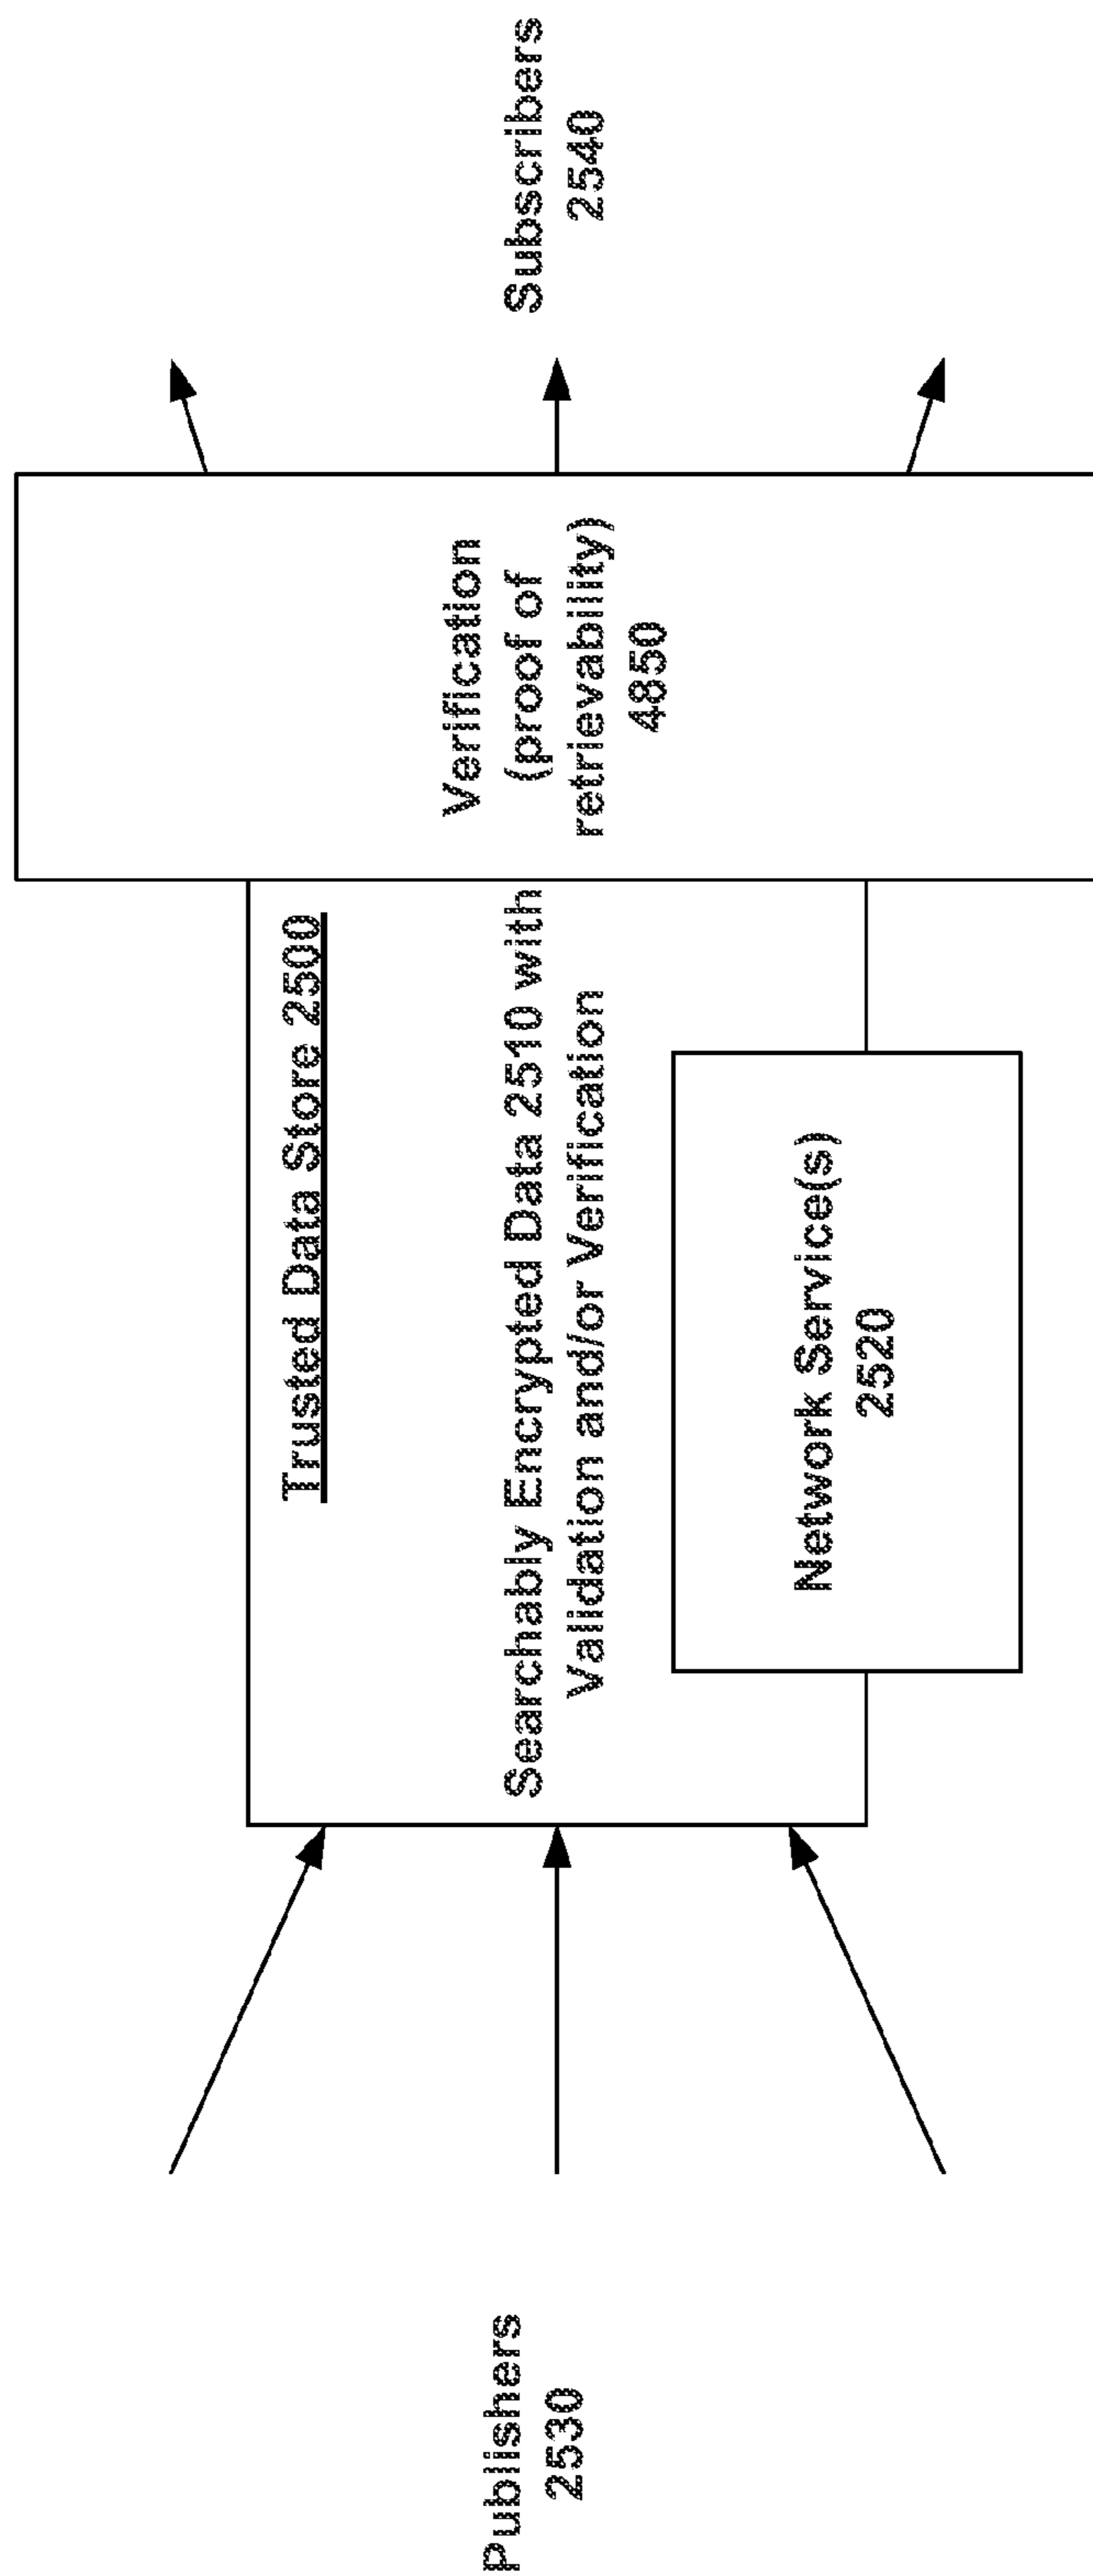 Publishers
2530
Trusted Data Store 2500
Searchably Encrypted Data 2510 with
Validation and/or Verification
Network Service(s)
2520
Verification
(proof of
retrievability)
4850
Subscribers
2540